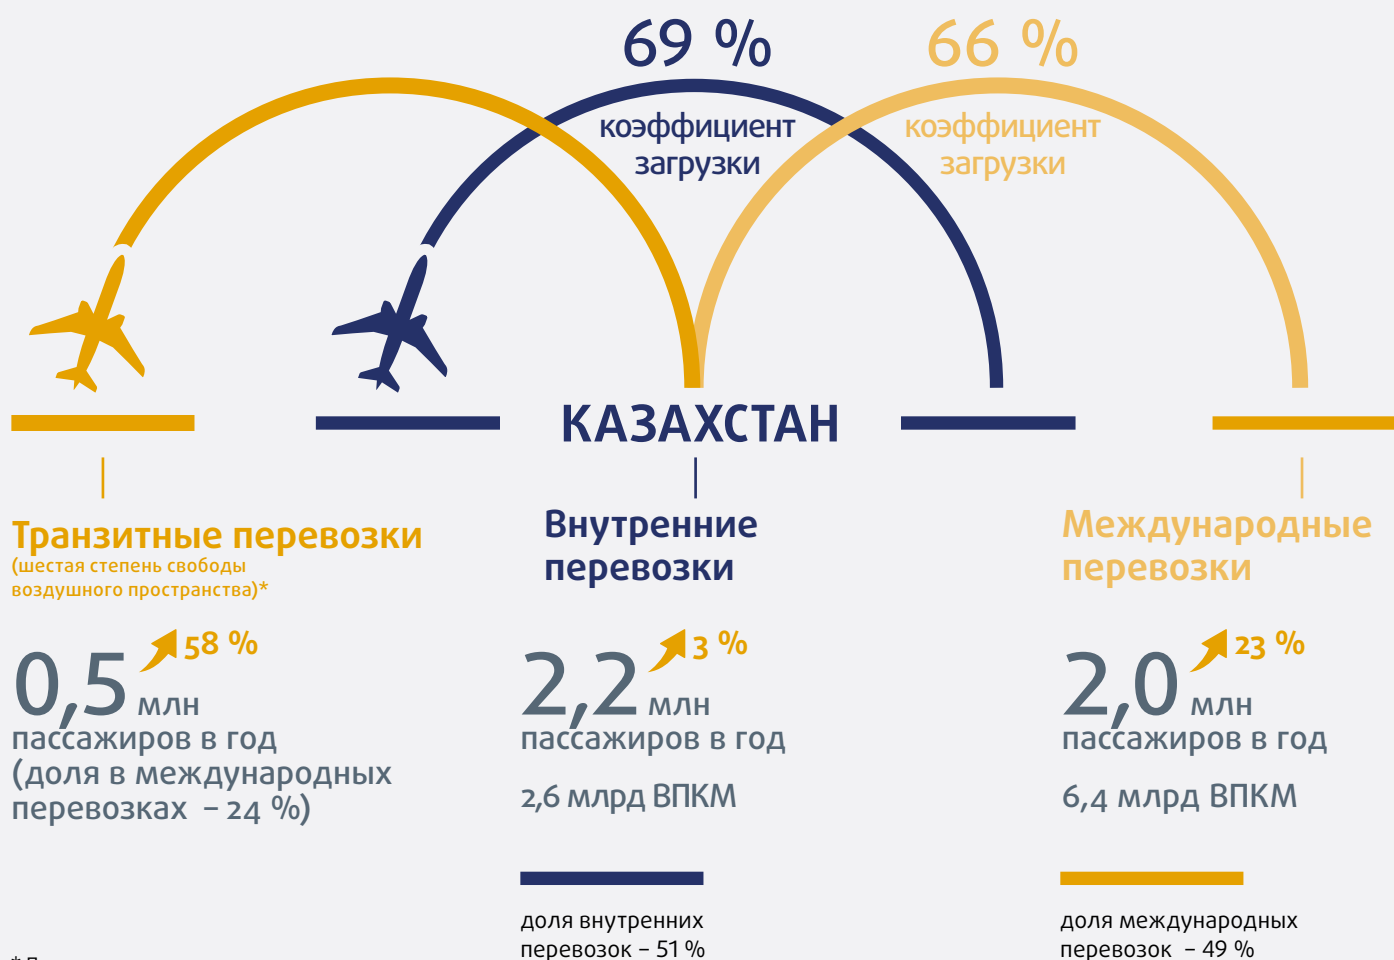 69 %
коэффициент
загрузки
66 %
коэффициент
загрузки
КАЗАХСТАН
Транзитные перевозки
(шестая степень свободы
воздушного пространства)*
58 %
0,5 млн
пассажиров в год
(доля в международных
перевозках – 24 %)
Внутренние
перевозки
3 %
2,2 млн
пассажиров в год
2,6 млрд ВПКМ
доля внутренних
перевозок – 51 %
Международные
перевозки
23 %
2,0 млн
пассажиров в год
6,4 млрд ВПКМ
доля международных
перевозок – 49 %